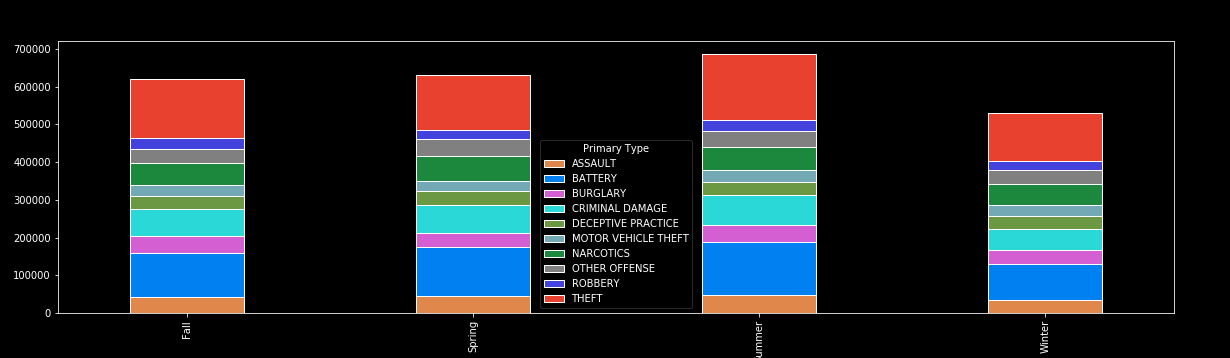 700000
600000
500000
400000
300000
200000
100000
0
Primary Type
ASSAULT
BATTERY
BURGLARY
CRIMINAL DAMAGE
DECEPTIVE PRACTICE
MOTOR VEHICLE THEFT
NARCOTICS
OTHER OFFENSE
ROBBERY
THEFT
Fall
Spring
ummer
Winter